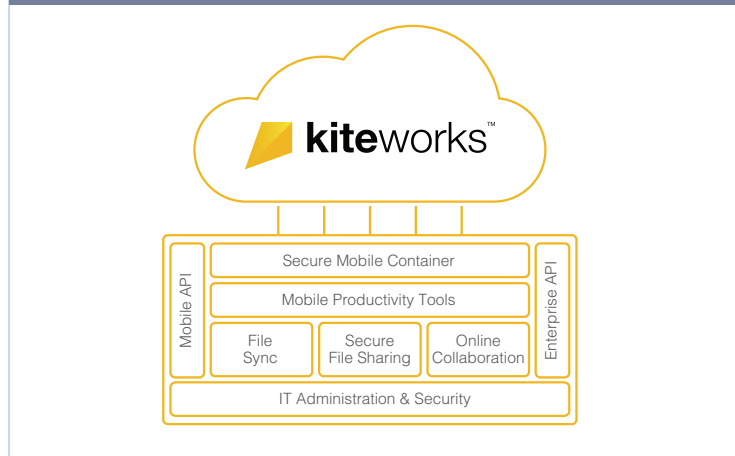 kiteworks™
Secure Mobile Container
Mobile API
Mobile Productivity Tools
Enterprise API
File
Sync
Secure
File Sharing
Online
Collaboration
IT Administration & Security